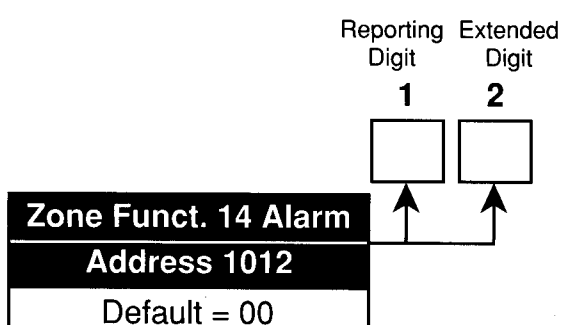 Reporting Extended
Digit Digit
1 2
Zone Funct. 14 Alarm
Address 1012
Default = 00